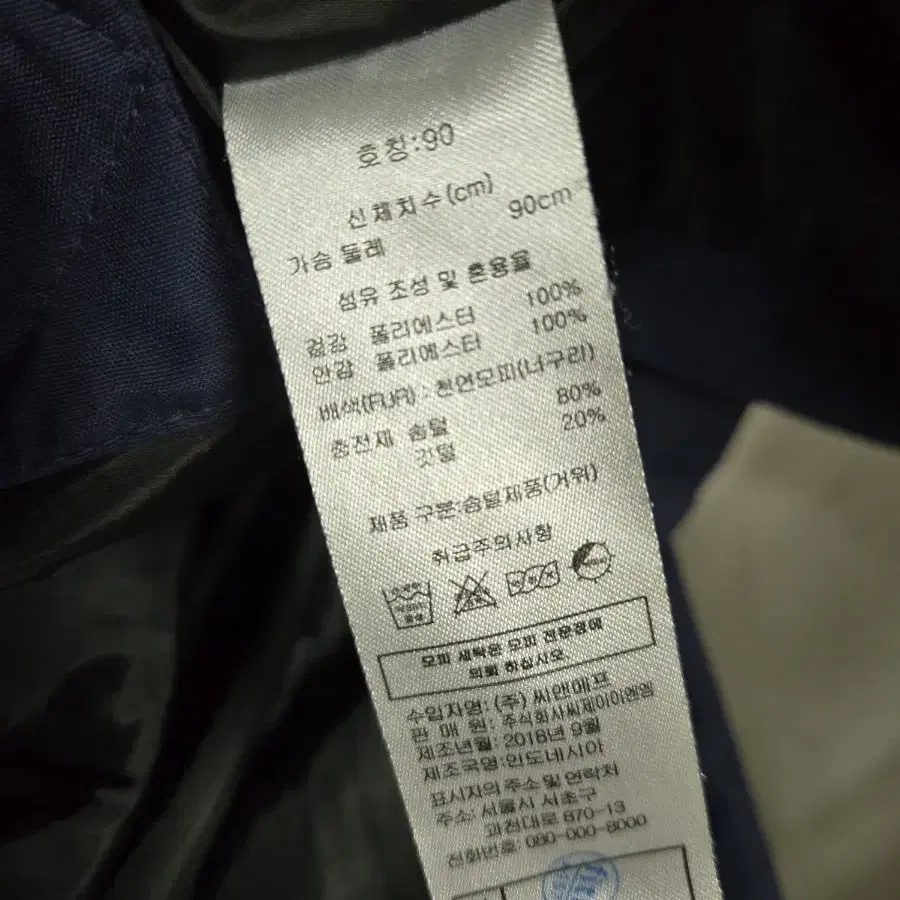 호칭:90
신체치수(cm)
가슴 둘레 90cm
섬유 조성 및 혼용율
겉감 폴리에스터 100%
안감 폴리에스터 100%
배색(FUR) : 천연모피(너구리)
충전재 솜털 80%
깃털 20%
제품 구분:솜털제품(거위)
취급주의사항
모피 세탁은 모피 전문점에
의뢰 하십시오.
수입자명: (주) 씨앤에프
판 매 원: 주식회사씨제이이엔엠
제조년월: 2018년 9월
제조국명:인도네시아
표시자의 주소 및 연락처
주소: 서울시 서초구
과천대로 870-13
전화번호: 080-000-8000